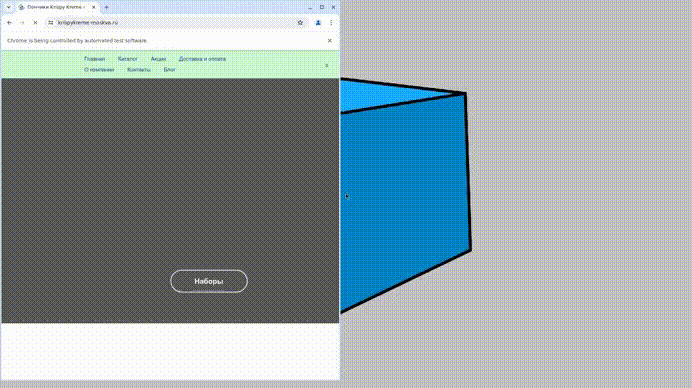 Пончики Krispy Kreme -
krispykreme-moskva.ru
Chrome is being controlled by automated test software.
Главная Каталог Акции Доставка и оплата
О компании Контакты Блог
Наборы